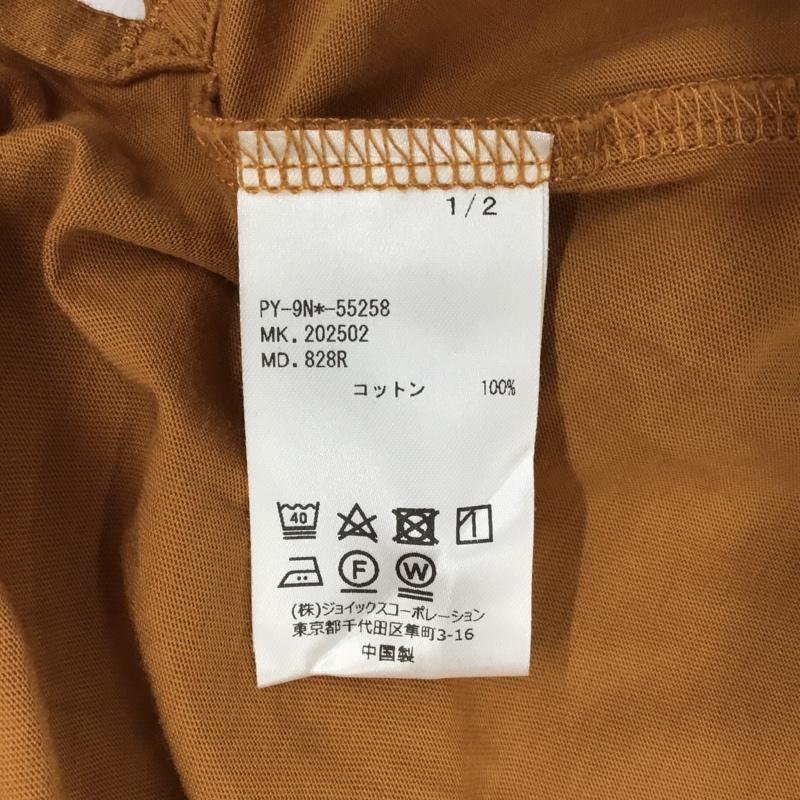 1/2
PY-9N*-55258
MK. 202502
MD. 828R
コットン 100%
40
F W
(株)ジョイックスコーポレーション
東京都千代田区隼町3-16
中国製